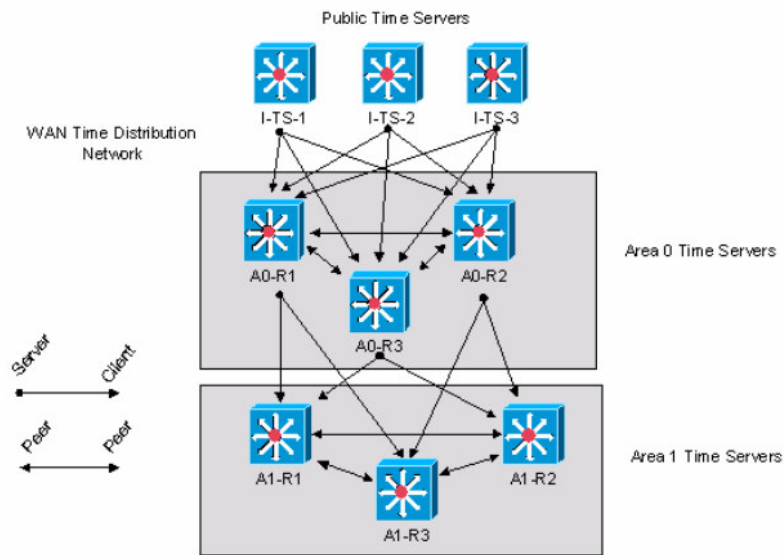 Public Time Servers
I-TS-1
I-TS-2
I-TS-3
WAN Time Distribution
Network
A0-R1
A0-R2
Area 0 Time Servers
A0-R3
Server
Client
Peer
Peer
A1-R1
A1-R2
Area 1 Time Servers
A1-R3